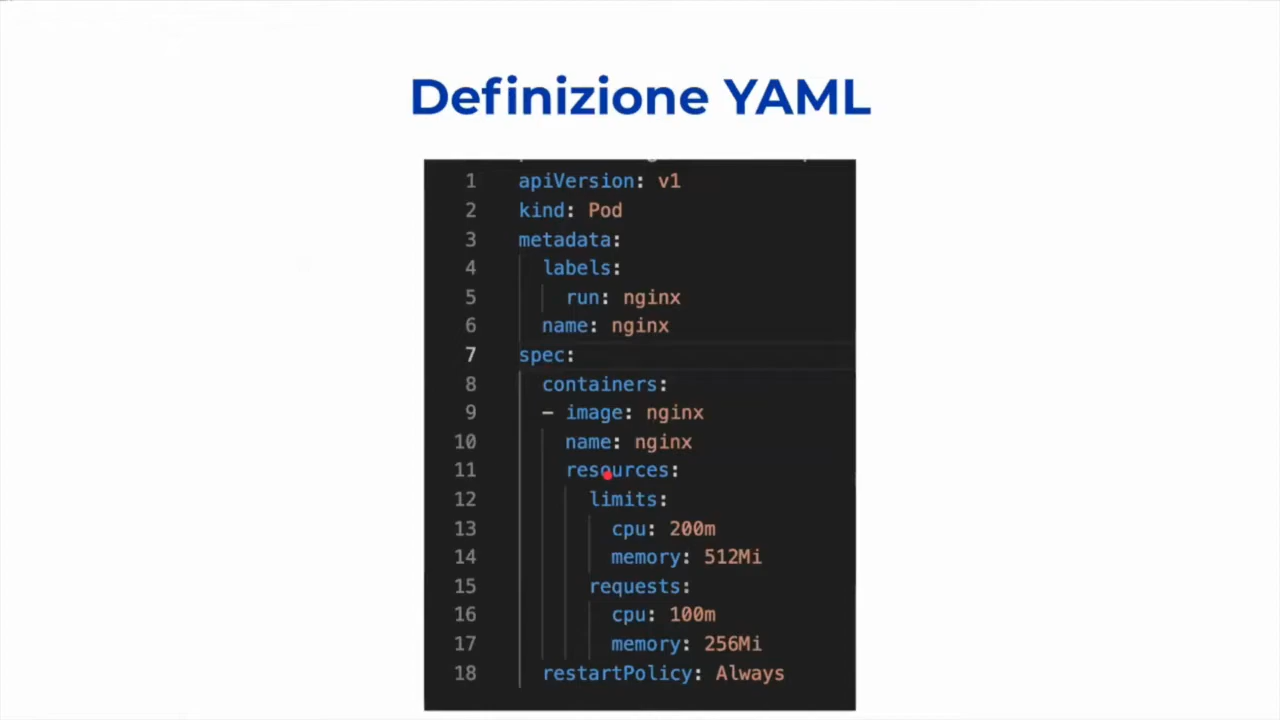 Definizione YAML
1 apiVersion: v1
2 kind: Pod
3 metadata:
4   labels:
5     run: nginx
6   name: nginx
7 spec:
8   containers:
9   - image: nginx
10     name: nginx
11     resources:
12       limits:
13         cpu: 200m
14         memory: 512Mi
15       requests:
16         cpu: 100m
17         memory: 256Mi
18   restartPolicy: Always